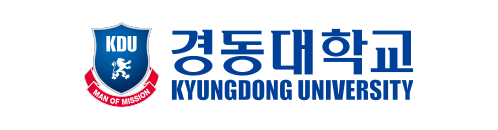 KDU
MAN OF MISSION
경동대학교
KYUNGDONG UNIVERSITY